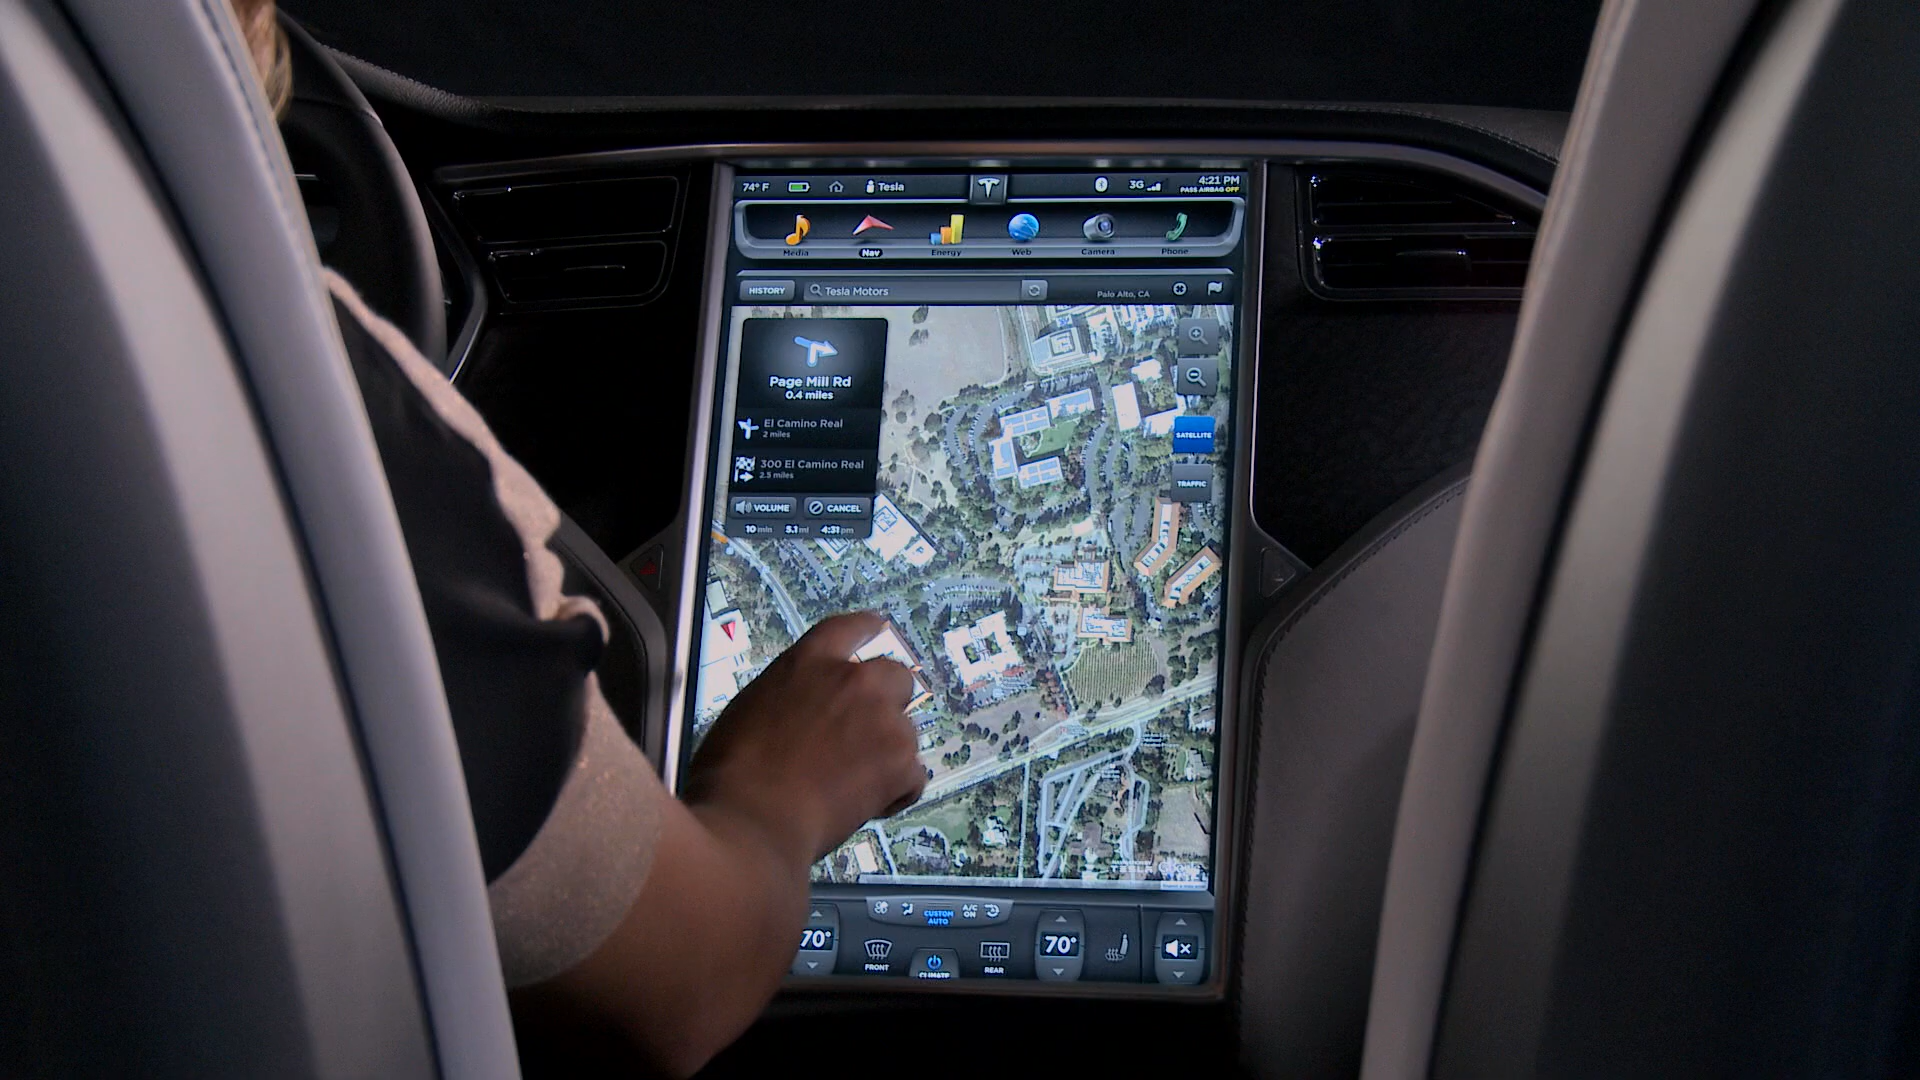 74° F
Tesla
3G
4:21 PM
PASS AIRBAG OFF
Media
Nav
Energy
Web
Camera
Phone
HISTORY
Tesla Motors
Palo Alto, CA
Page Mill Rd
0.4 miles
El Camino Real
2 miles
300 El Camino Real
2.5 miles
VOLUME
CANCEL
10 min
5.1 mi
4:31 pm
SATELLITE
TRAFFIC
CUSTOM
AUTO
A/C
ON
70°
FRONT
CLIMATE
REAR
70°